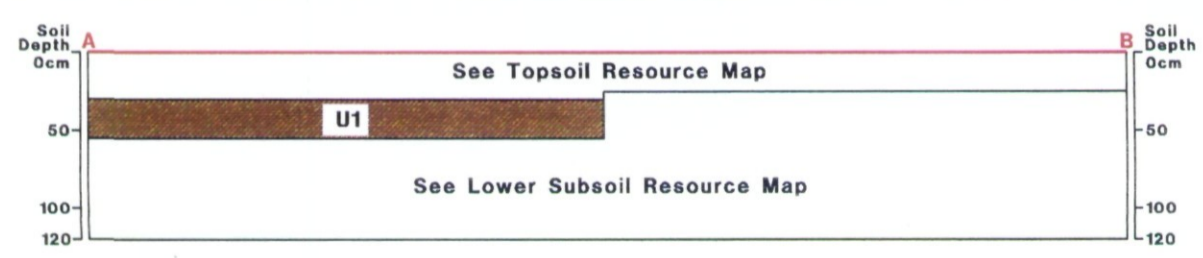 Soil
Depth
0cm
A
B
Soil
Depth
0cm
See Topsoil Resource Map
U1
50
50
See Lower Subsoil Resource Map
100
100
120
120